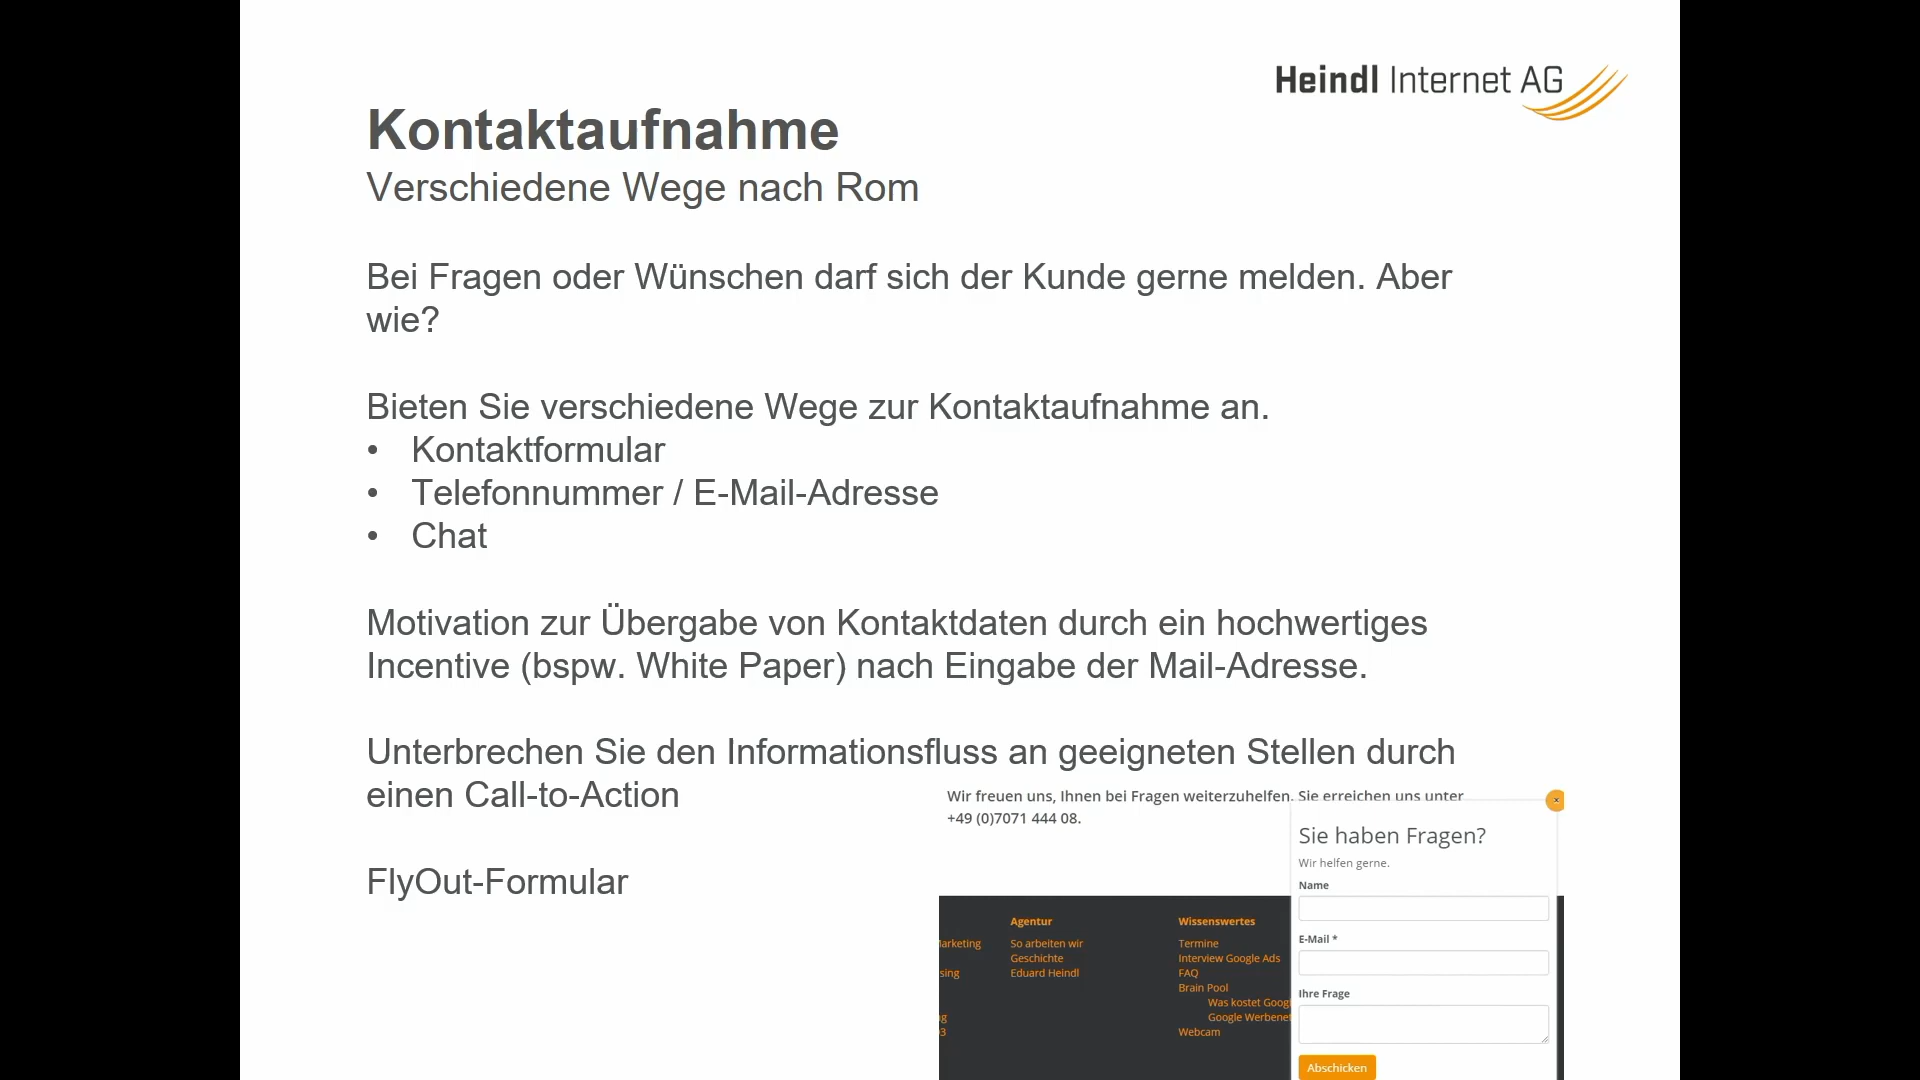 Heindl Internet AG
Kontaktaufnahme
Verschiedene Wege nach Rom
Bei Fragen oder Wünschen darf sich der Kunde gerne melden. Aber
wie?
Bieten Sie verschiedene Wege zur Kontaktaufnahme an.
• Kontaktformular
• Telefonnummer / E-Mail-Adresse
• Chat
Motivation zur Übergabe von Kontaktdaten durch ein hochwertiges
Incentive (bspw. White Paper) nach Eingabe der Mail-Adresse.
Unterbrechen Sie den Informationsfluss an geeigneten Stellen durch
einen Call-to-Action
FlyOut-Formular
Wir freuen uns, Ihnen bei Fragen weiterzuhelfen. Sie erreichen uns unter
+49 (0)7071 444 08.
Agentur
So arbeiten wir
Geschichte
Eduard Heindl
Wissenswertes
Termine
Interview Google Ads
FAQ
Brain Pool
Was kostet Googl
Google Werbenet
Webcam
Sie haben Fragen?
Wir helfen gerne.
Name
E-Mail *
Ihre Frage
Abschicken